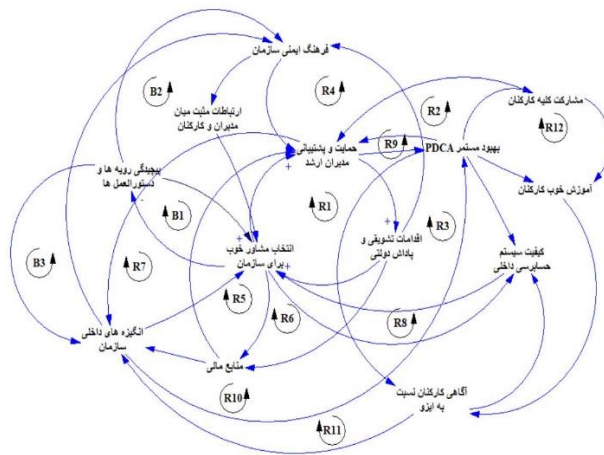 فرهنگ ایمنی سازمان
B2
R4
ارتباطات مثبت میان
مدیران و کارکنان
R2
مشارکت کلیه کارکنان
R12
حمایت و پشتیبانی
مدیران ارشد
R9
بهبود مستمر PDCA
پیچیدگی رویه ها و
دستورالعمل ها
آموزش خوب کارکنان
B1
R1
R3
اقدامات تشویقی و
پاداش دولتی
انتخاب مشاور خوب
برای سازمان
کیفیت سیستم
حسابرسی داخلی
B3
R7
R5
R6
R8
انگیزه های داخلی
سازمان
منابع مالی
R10
آگاهی کارکنان نسبت
به ایزو
R11